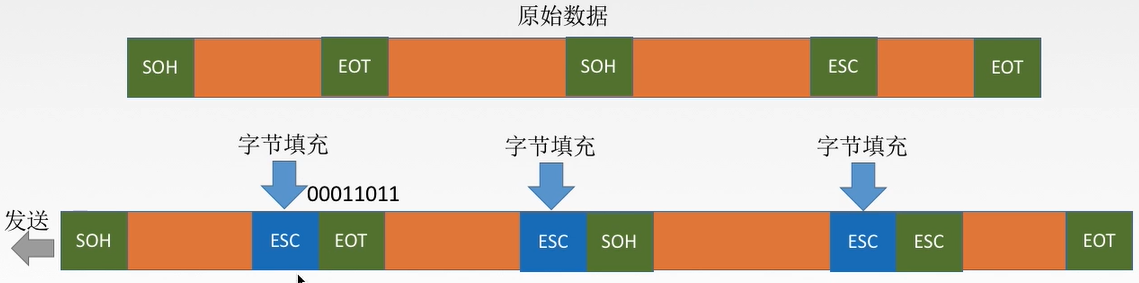 原始数据
SOH EOT SOH ESC EOT
字节填充 字节填充 字节填充
00011011
发送
SOH ESC EOT ESC SOH ESC ESC EOT